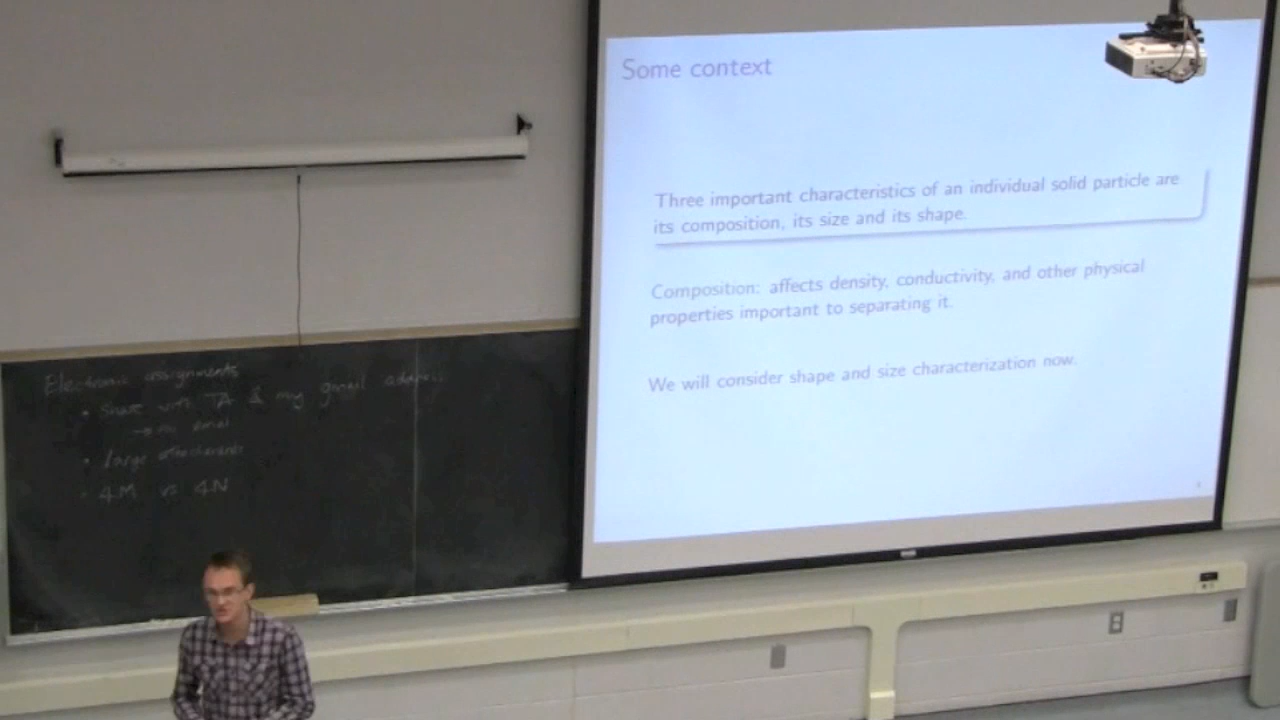 Electronic assignments
• Share with TA & my gmail address
→ no email
• large attachments
• 4M vs 4N
Some context
Three important characteristics of an individual solid particle are
its composition, its size and its shape.
Composition: affects density, conductivity, and other physical
properties important to separating it.
We will consider shape and size characterization now.